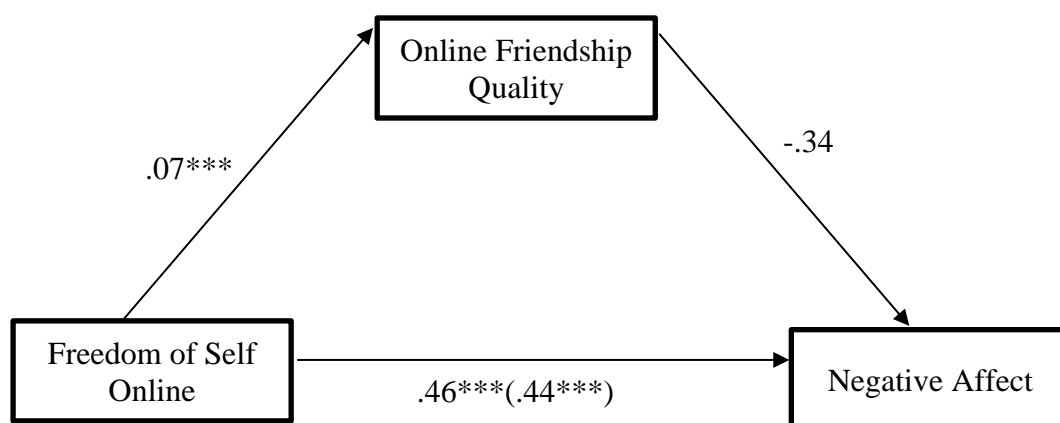 Online Friendship
Quality
.07***
-.34
Freedom of Self
Online
.46***(.44***)
Negative Affect